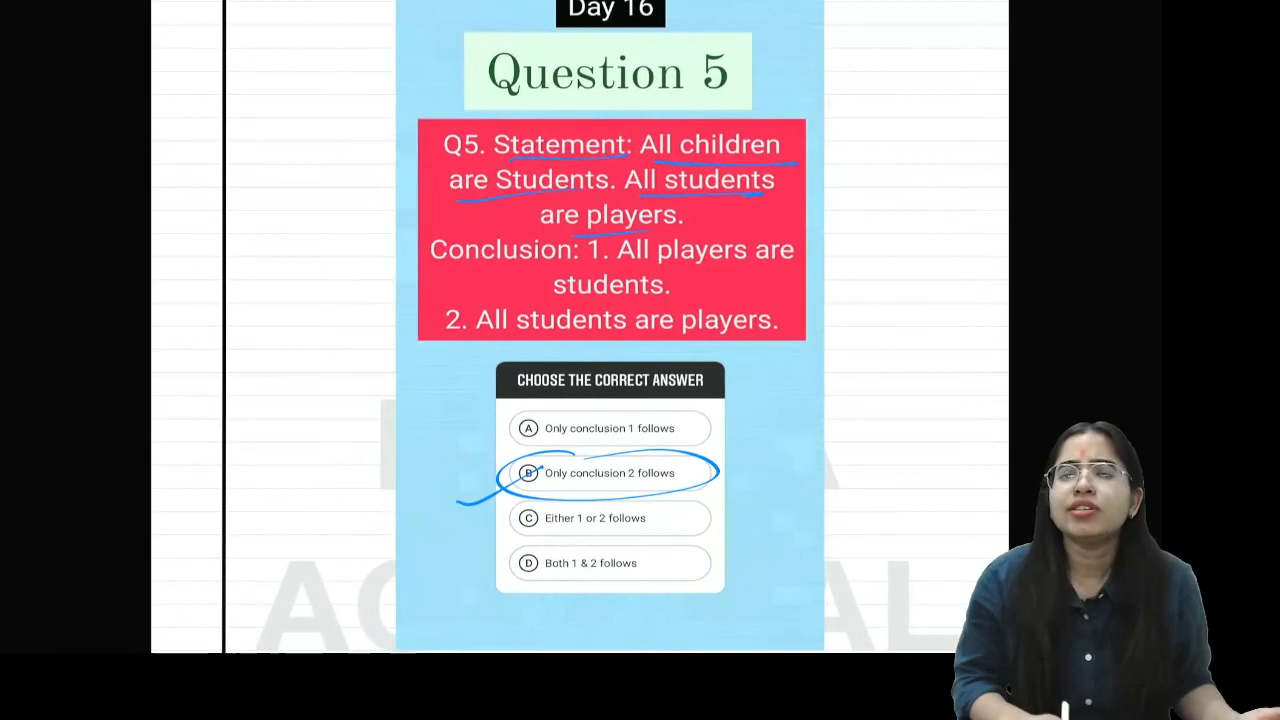 Day 16
Question 5
Q5. Statement: All children
are Students. All students
are players.
Conclusion: 1. All players are
students.
2. All students are players.
CHOOSE THE CORRECT ANSWER
A Only conclusion 1 follows
B Only conclusion 2 follows
C Either 1 or 2 follows
D Both 1 & 2 follows